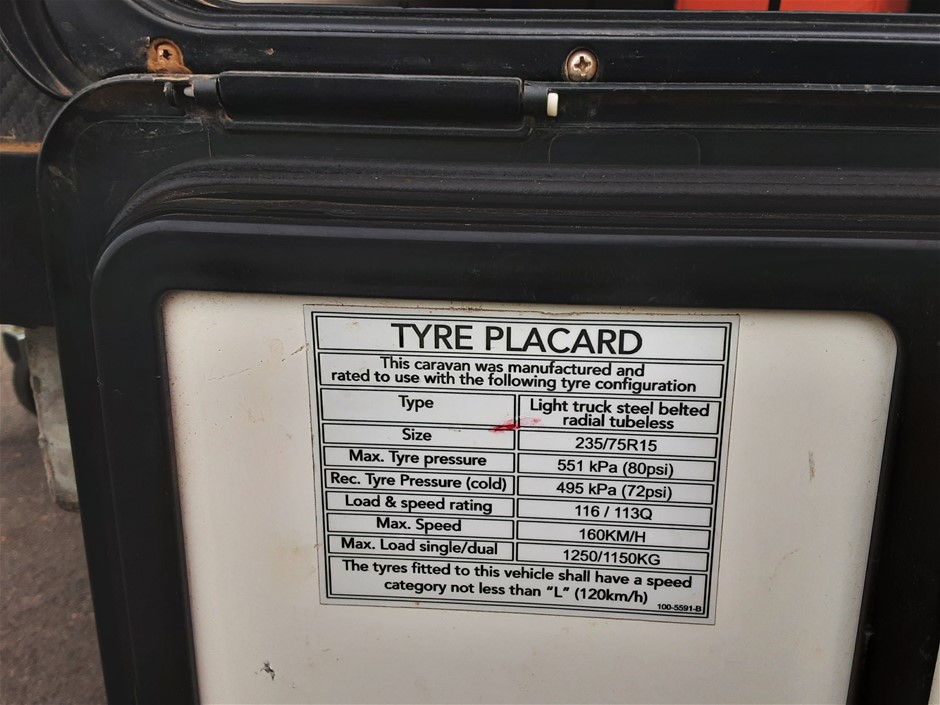 TYRE PLACARD
This caravan was manufactured and
rated to use with the following tyre configuration
Type
Light truck steel belted
radial tubeless
Size
235/75R15
Max. Tyre pressure
551 kPa (80psi)
Rec. Tyre Pressure (cold)
495 kPa (72psi)
Load & speed rating
116 / 113Q
Max. Speed
160KM/H
Max. Load single/dual
1250/1150KG
The tyres fitted to this vehicle shall have a speed
category not less than "L" (120km/h)
100-5591-B